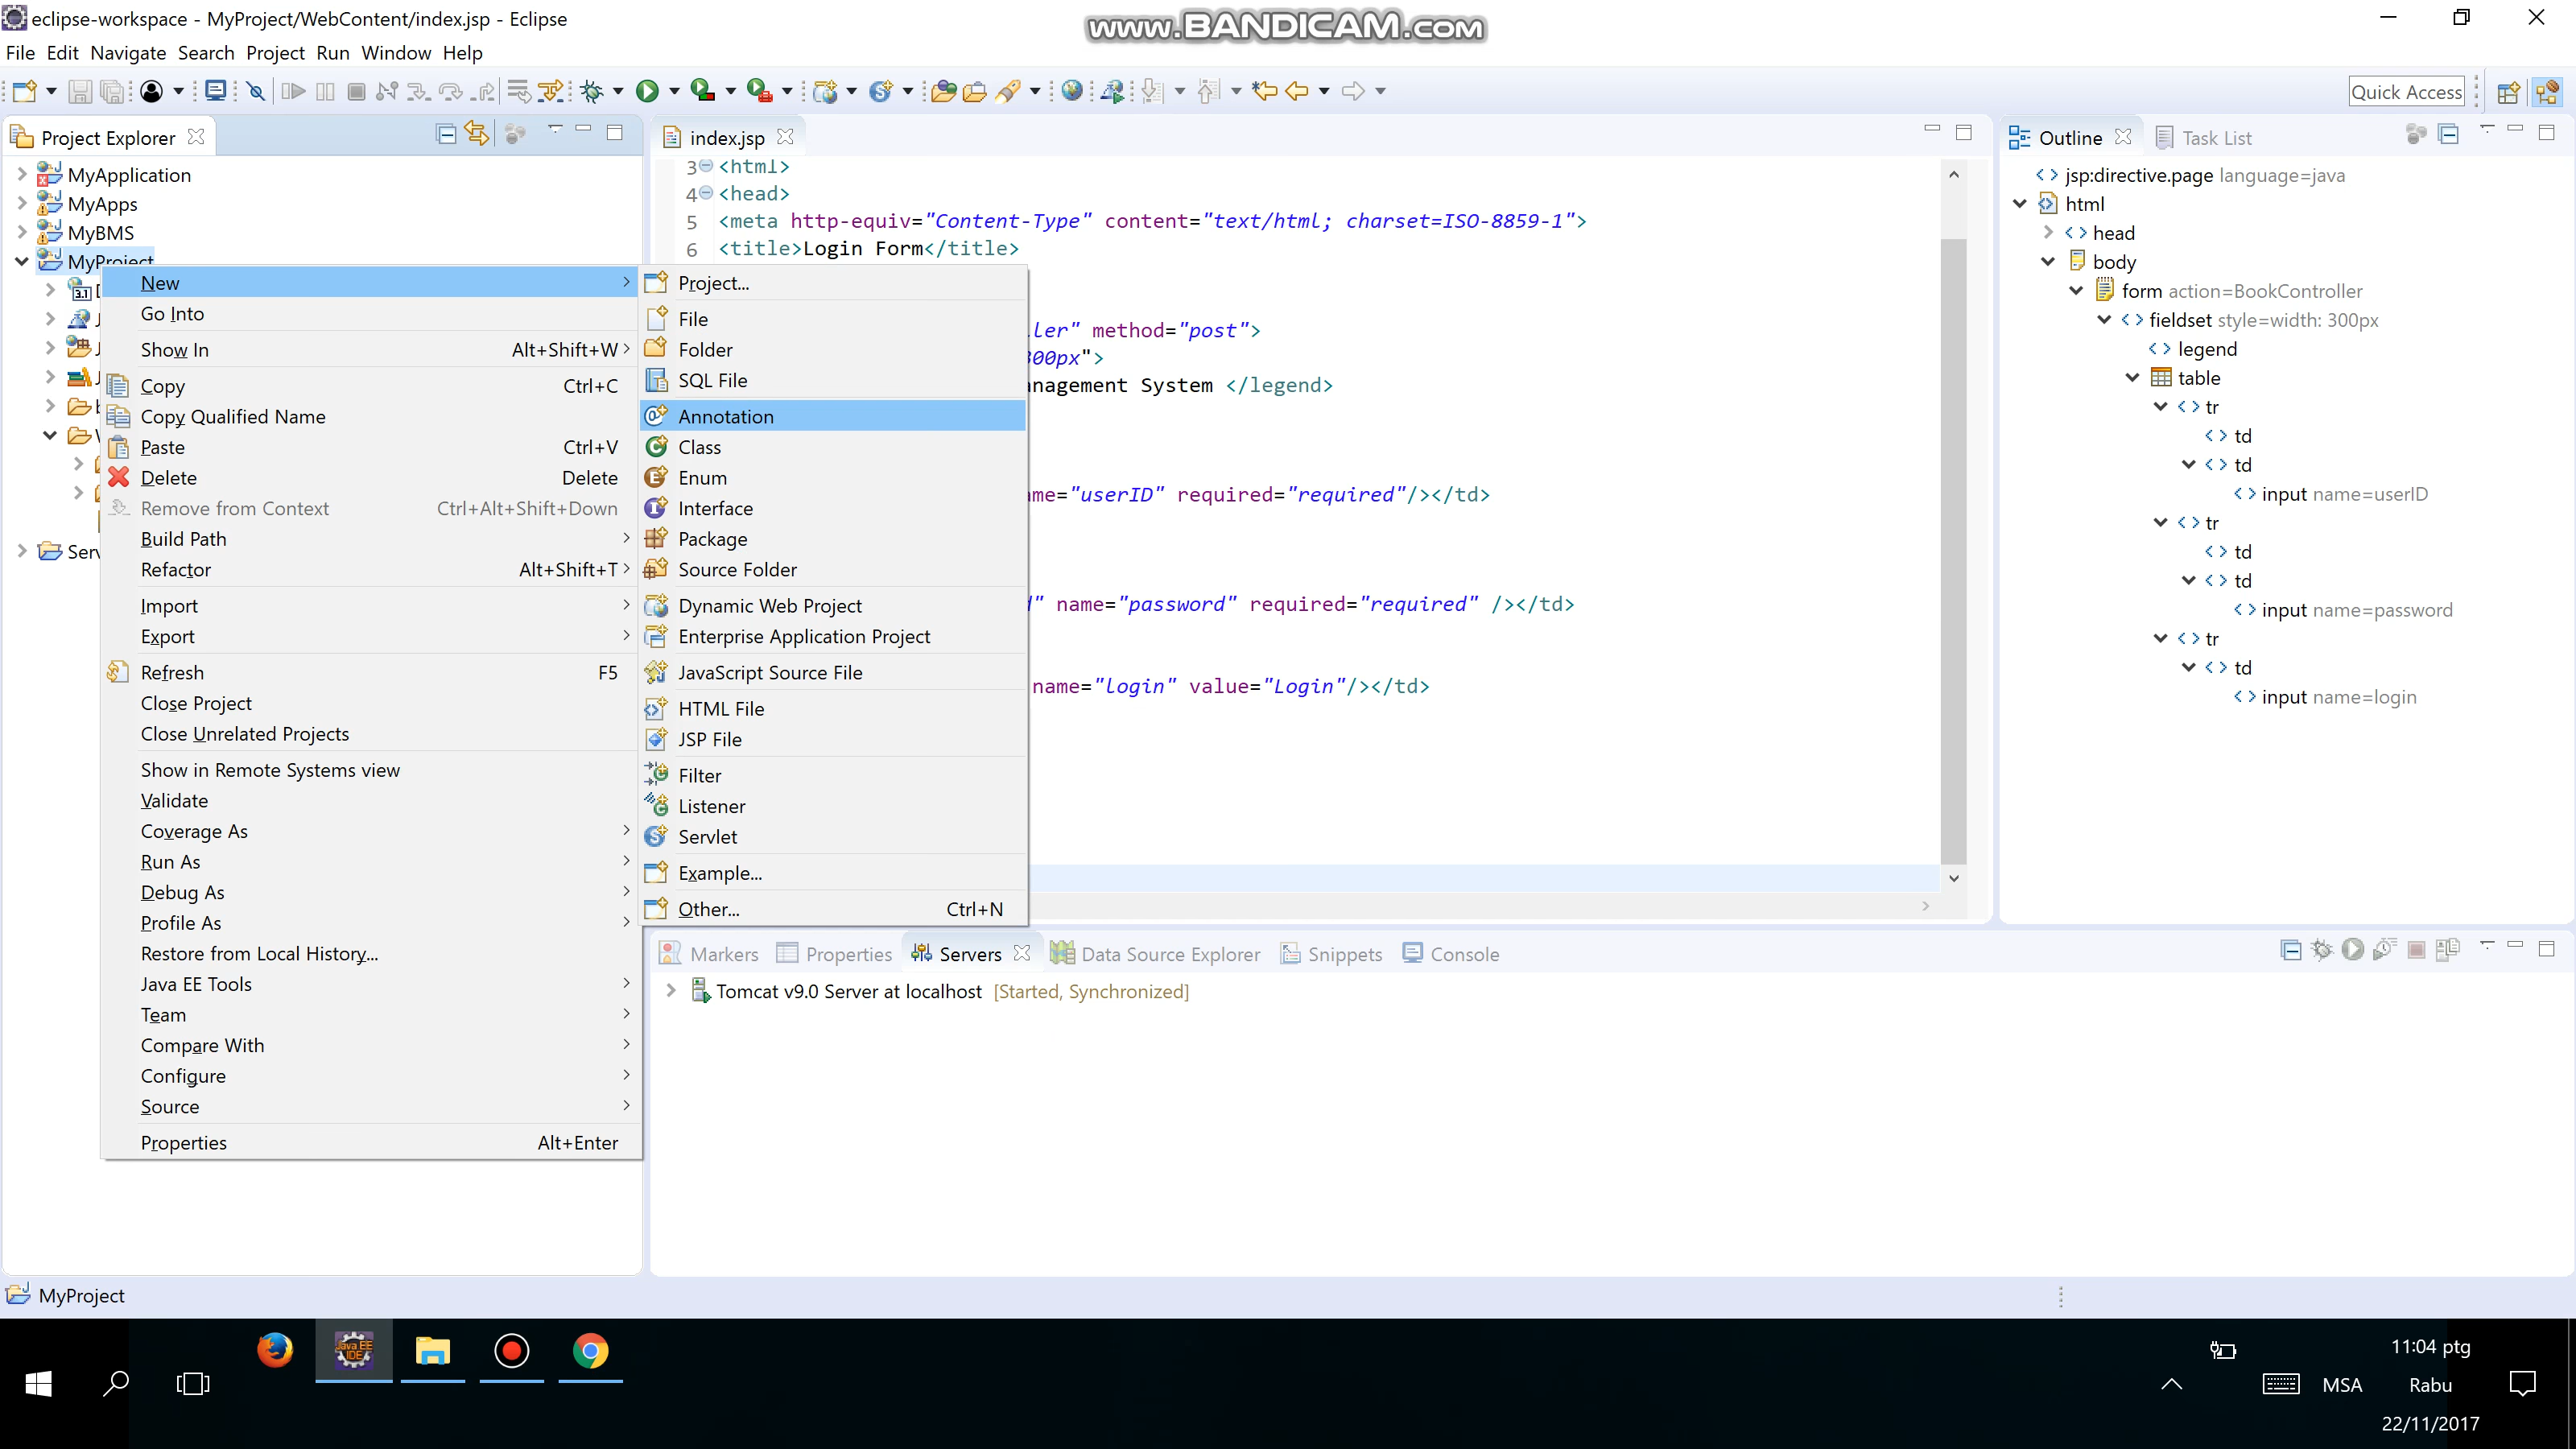 eclipse-workspace - MyProject/WebContent/index.jsp - Eclipse
www.BANDICAM.com
File Edit Navigate Search Project Run Window Help
Quick Access
Project Explorer
MyApplication
MyApps
MyBMS
MyProject
3.1
Serv
New
Go Into
Show In Alt+Shift+W
Copy Ctrl+C
Copy Qualified Name
Paste Ctrl+V
Delete Delete
Remove from Context Ctrl+Alt+Shift+Down
Build Path
Refactor Alt+Shift+T
Import
Export
Refresh F5
Close Project
Close Unrelated Projects
Show in Remote Systems view
Validate
Coverage As
Run As
Debug As
Profile As
Restore from Local History...
Java EE Tools
Team
Compare With
Configure
Source
Properties Alt+Enter
Project...
File
Folder
SQL File
Annotation
Class
Enum
Interface
Package
Source Folder
Dynamic Web Project
Enterprise Application Project
JavaScript Source File
HTML File
JSP File
Filter
Listener
Servlet
Example...
Other... Ctrl+N
index.jsp
3 <html>
4 <head>
5 <meta http-equiv="Content-Type" content="text/html; charset=ISO-8859-1">
6 <title>Login Form</title>
ller" method="post">
300px">
nagement System </legend>
me="userID" required="required"/></td>
" name="password" required="required" /></td>
name="login" value="Login"/></td>
Outline
Task List
jsp:directive.page language=java
html
head
body
form action=BookController
fieldset style=width: 300px
legend
table
tr
td
td
input name=userID
tr
td
td
input name=password
tr
td
input name=login
Markers Properties Servers Data Source Explorer Snippets Console
Tomcat v9.0 Server at localhost [Started, Synchronized]
MyProject
Java EE
IDE
11:04 ptg
MSA Rabu
22/11/2017